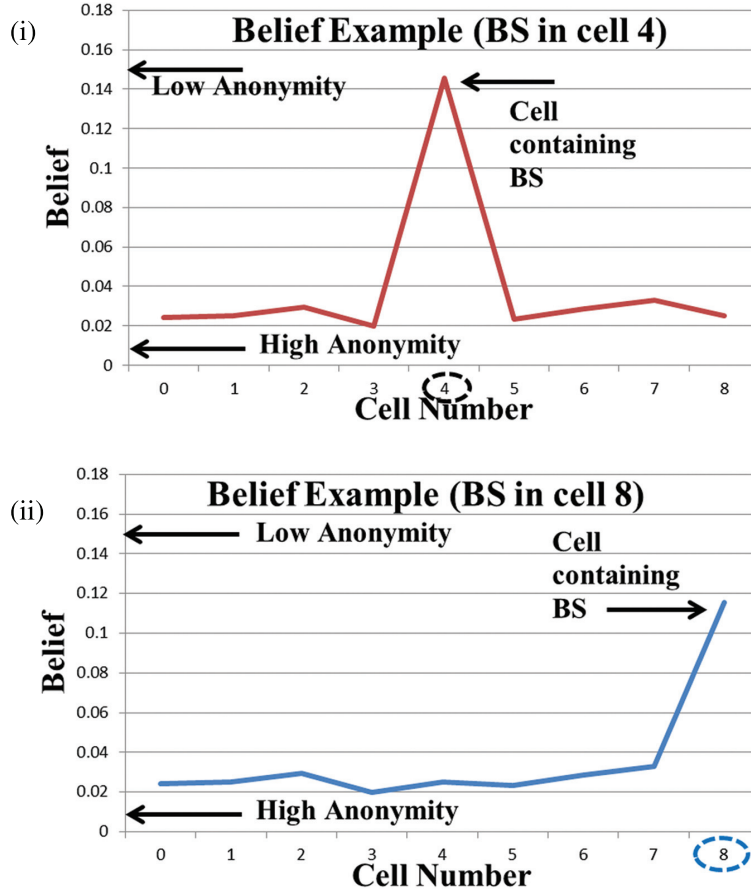 (i)
Belief Example (BS in cell 4)
0.18
0.16
0.14
0.12
0.1
0.08
0.06
0.04
0.02
0
Belief
Low Anonymity
Cell
containing
BS
High Anonymity
0 1 2 3 4 5 6 7 8
Cell Number
(ii)
Belief Example (BS in cell 8)
0.18
0.16
0.14
0.12
0.1
0.08
0.06
0.04
0.02
0
Belief
Low Anonymity
Cell
containing
BS
High Anonymity
0 1 2 3 4 5 6 7 8
Cell Number